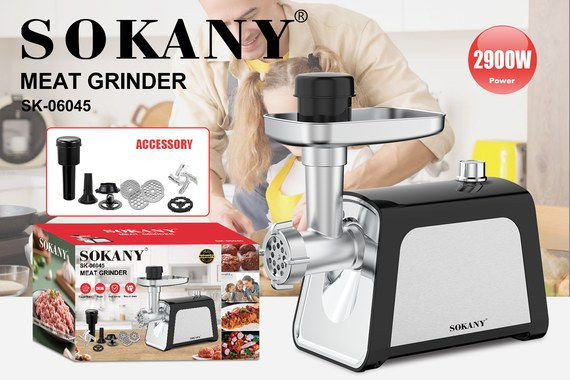 SOKANY®
MEAT GRINDER
SK-06045
2900W
Power
ACCESSORY
SOKANY®
SK-06045
MEAT GRINDER
SOKANY®